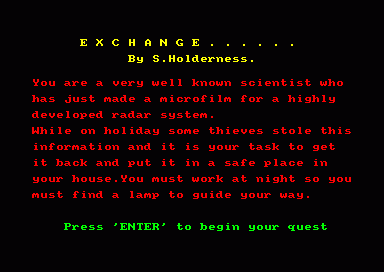 E X C H A N G E . . . . . .
By S.Holderness.
You are a very well known scientist who
has just made a microfilm for a highly
developed radar system.
While on holiday some thieves stole this
information and it is your task to get
it back and put it in a safe place in
your house.You must work at night so you
must find a lamp to guide your way.
Press 'ENTER' to begin your quest